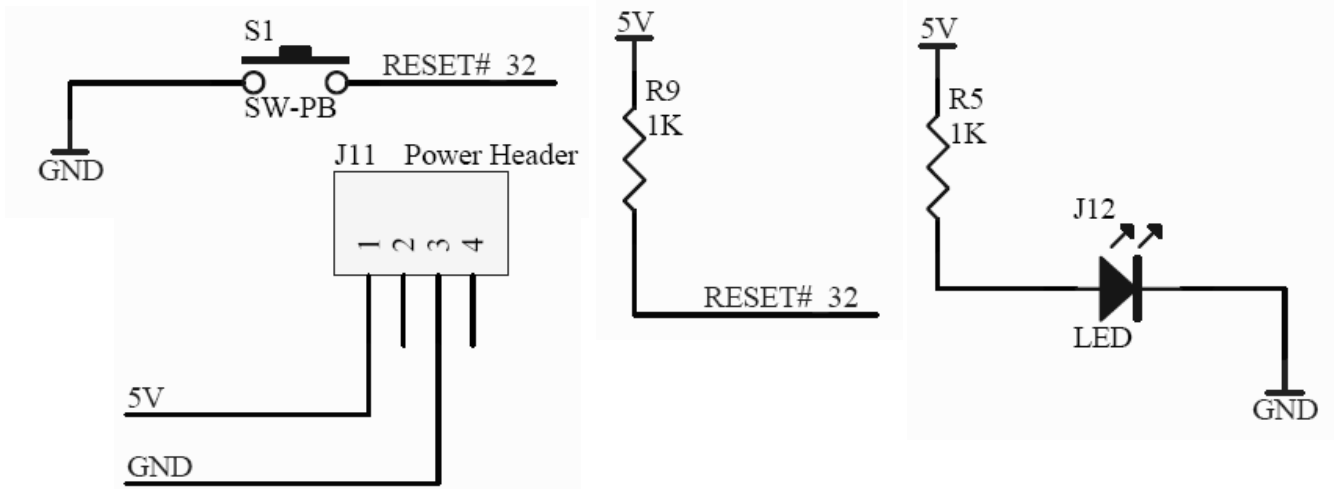 S1
RESET# 32
SW-PB
GND
J11 Power Header
1 2 3 4
5V
GND
5V
R9
1K
RESET# 32
5V
R5
1K
J12
LED
GND